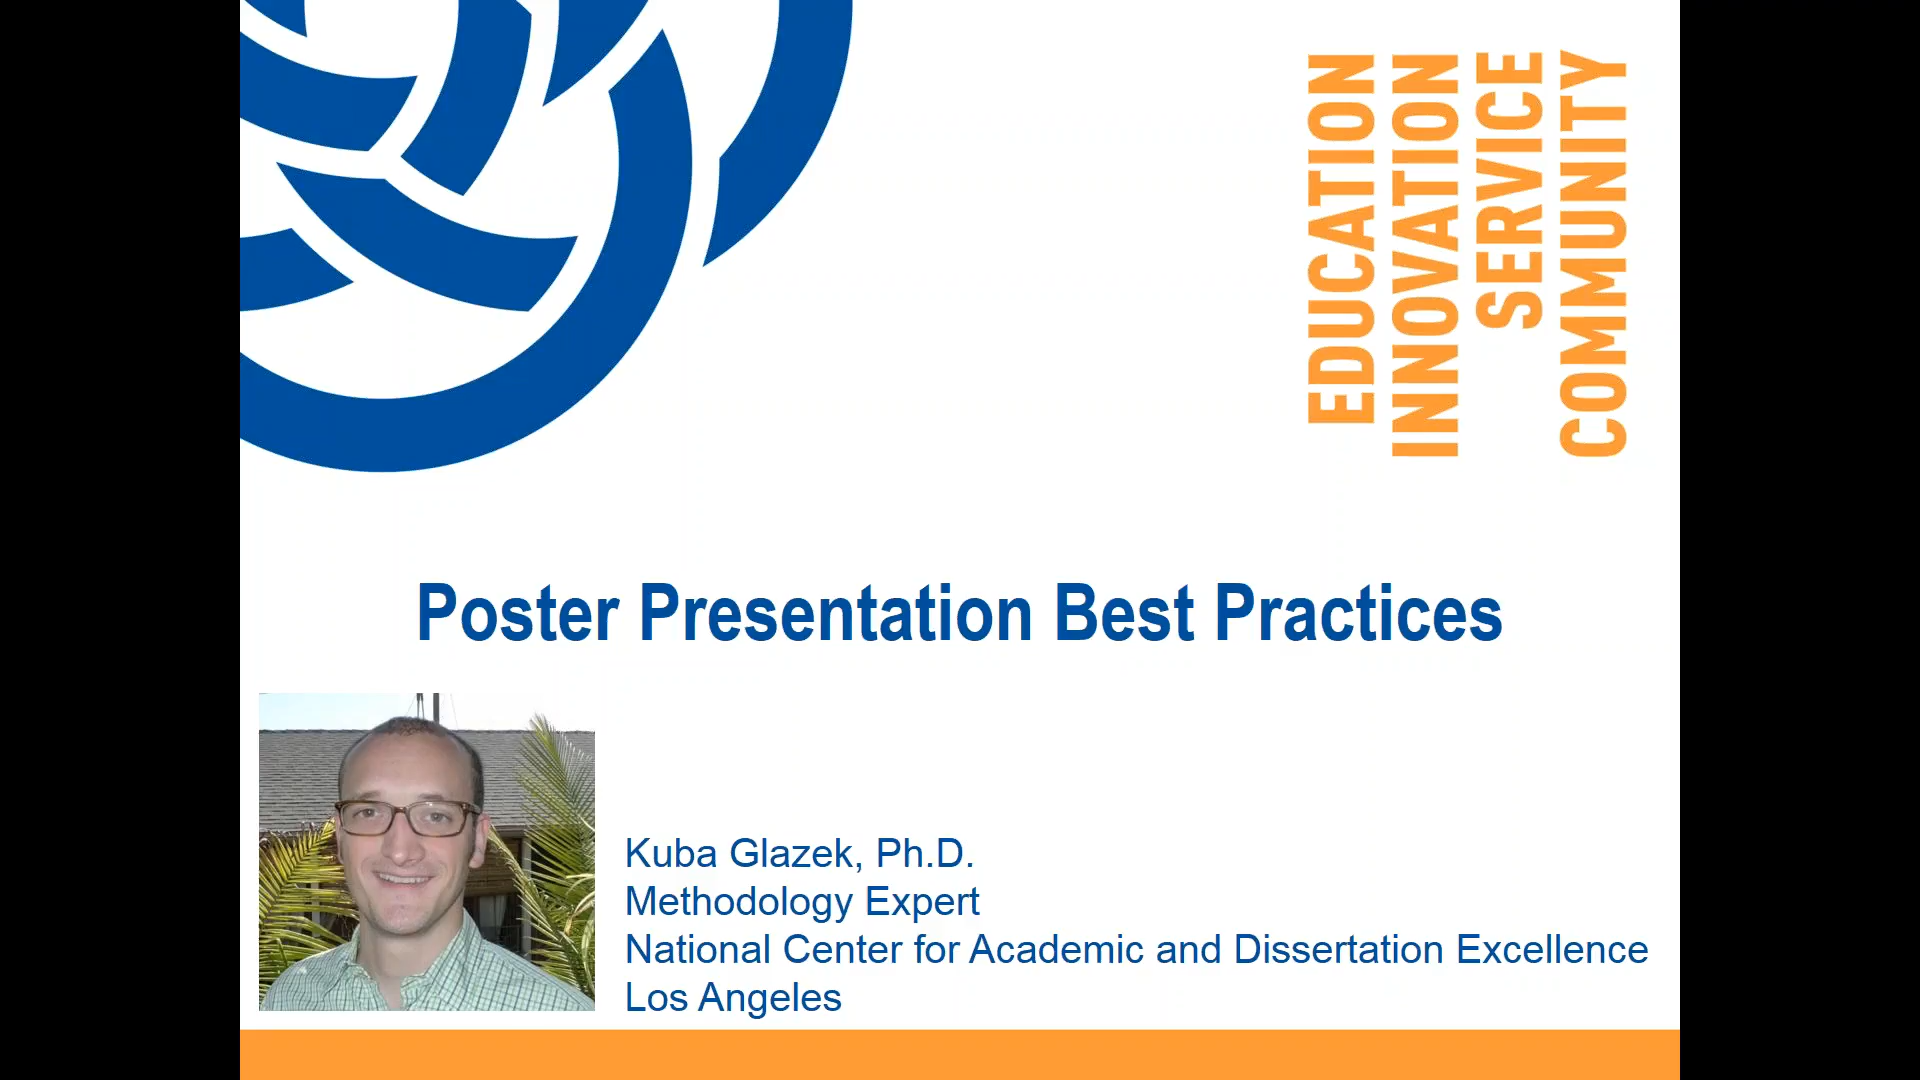 EDUCATION
INNOVATION
SERVICE
COMMUNITY
Poster Presentation Best Practices
Kuba Glazek, Ph.D.
Methodology Expert
National Center for Academic and Dissertation Excellence
Los Angeles